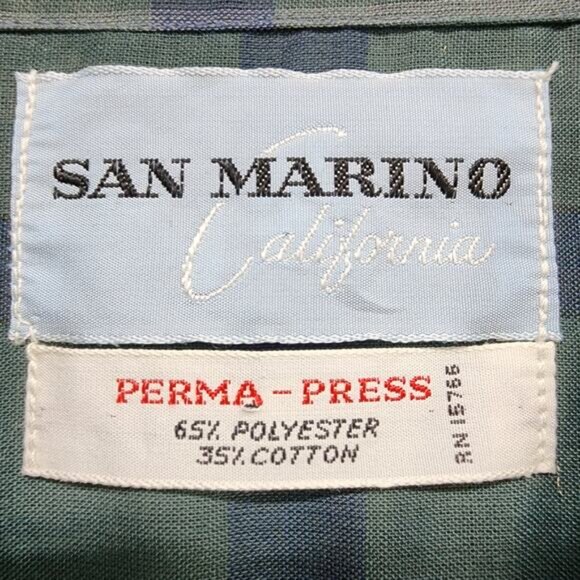 SAN MARINO
California
PERMA-PRESS
65% POLYESTER
35% COTTON
RN 15766